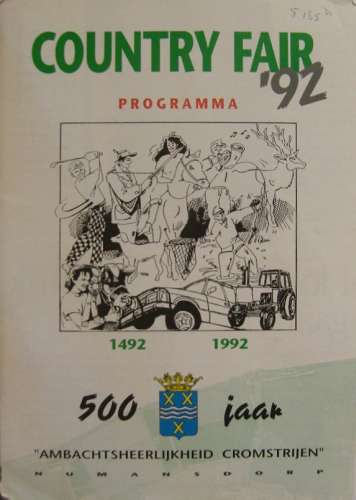 COUNTRY FAIR
'92
PROGRAMMA
1492 1992
500 jaar
"AMBACHTSHEERLIJKHEID CROMSTRIJEN"
NUMANSDORP